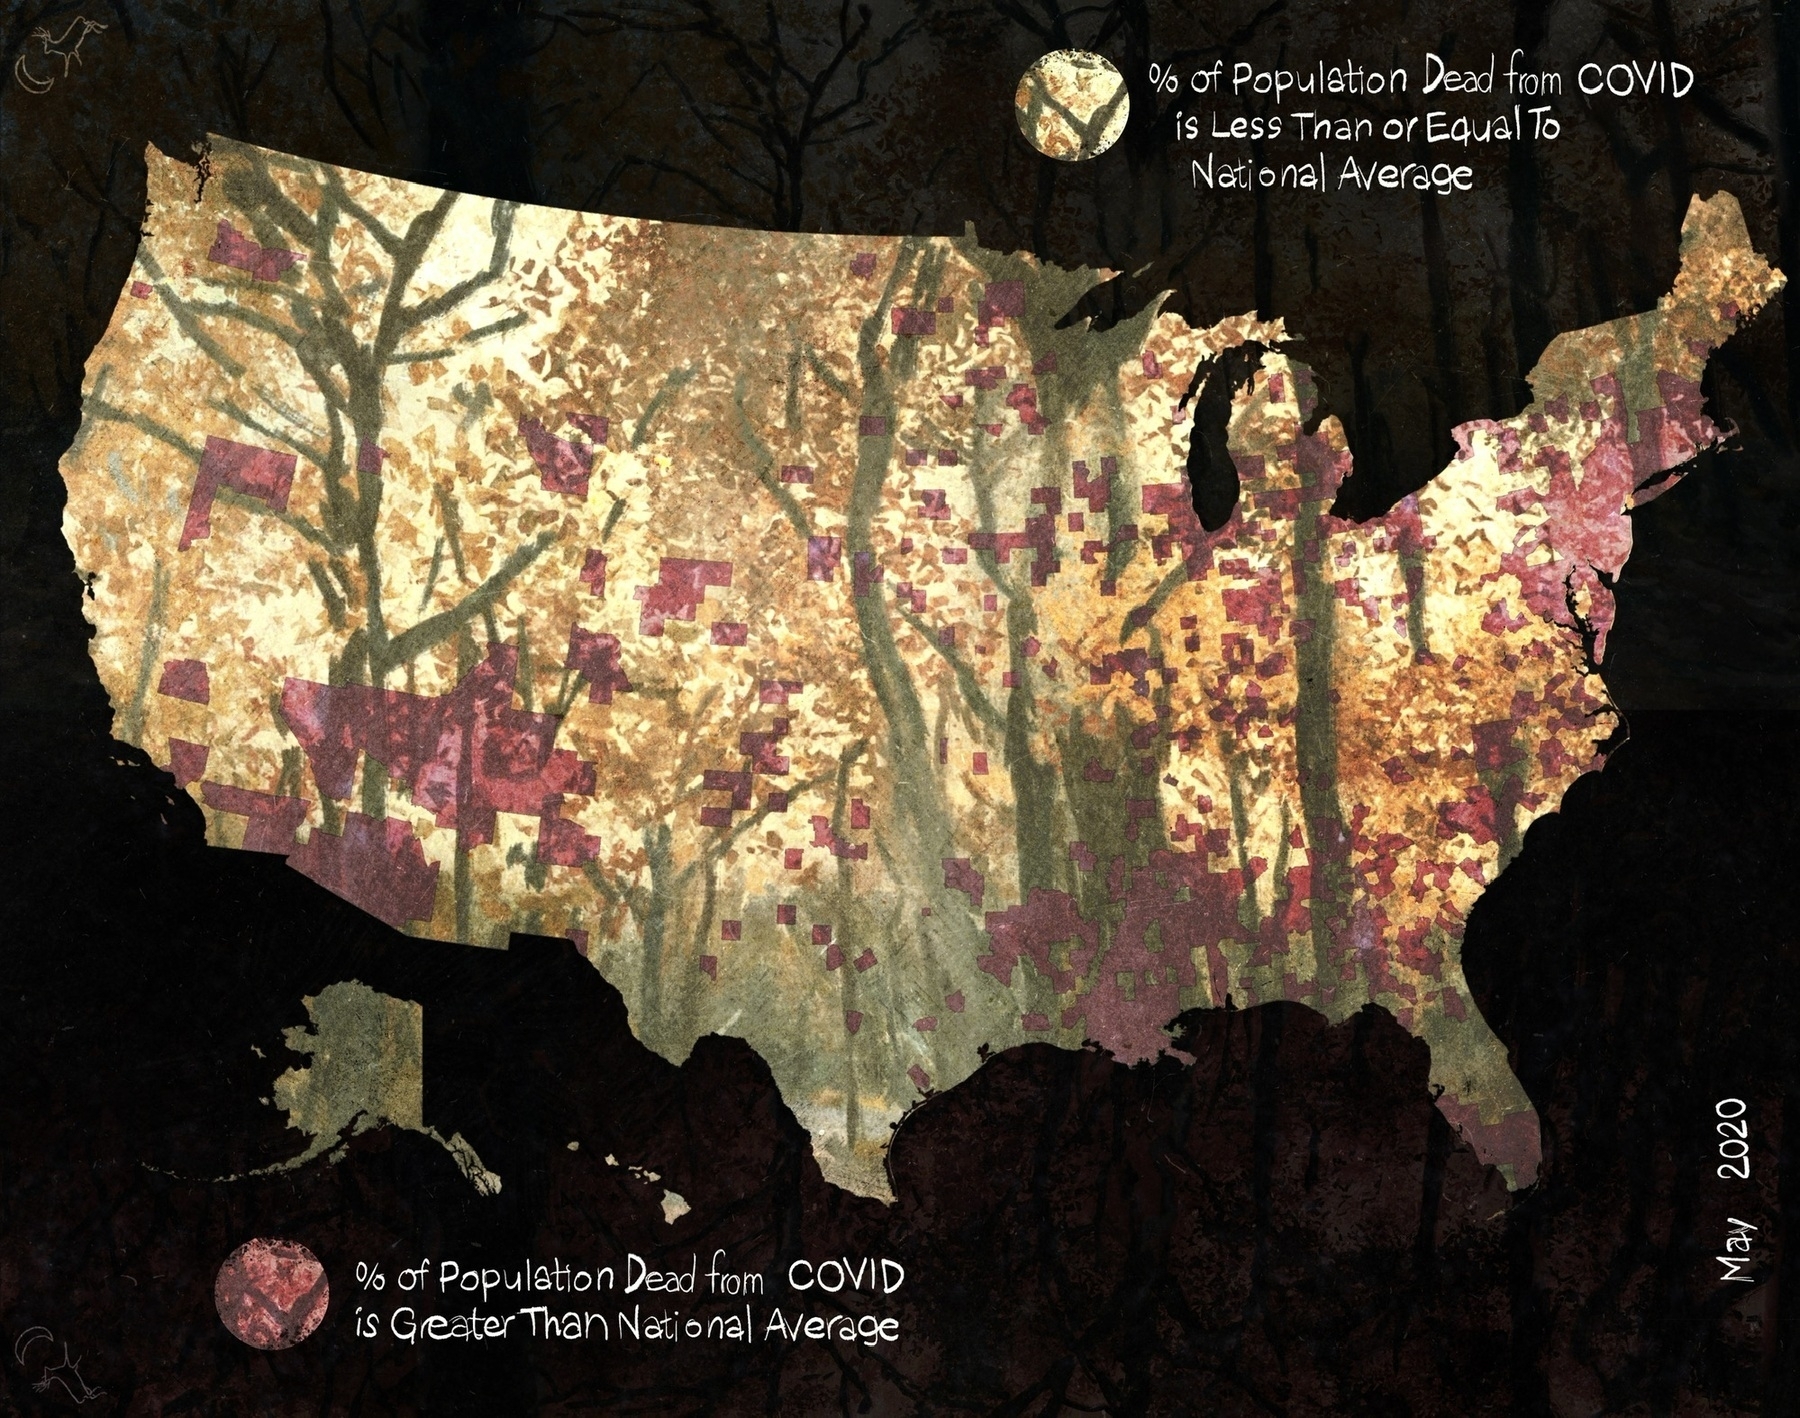 % of Population Dead from COVID
is Less Than or Equal To
National Average
May 2020
% of Population Dead from COVID
is Greater Than National Average